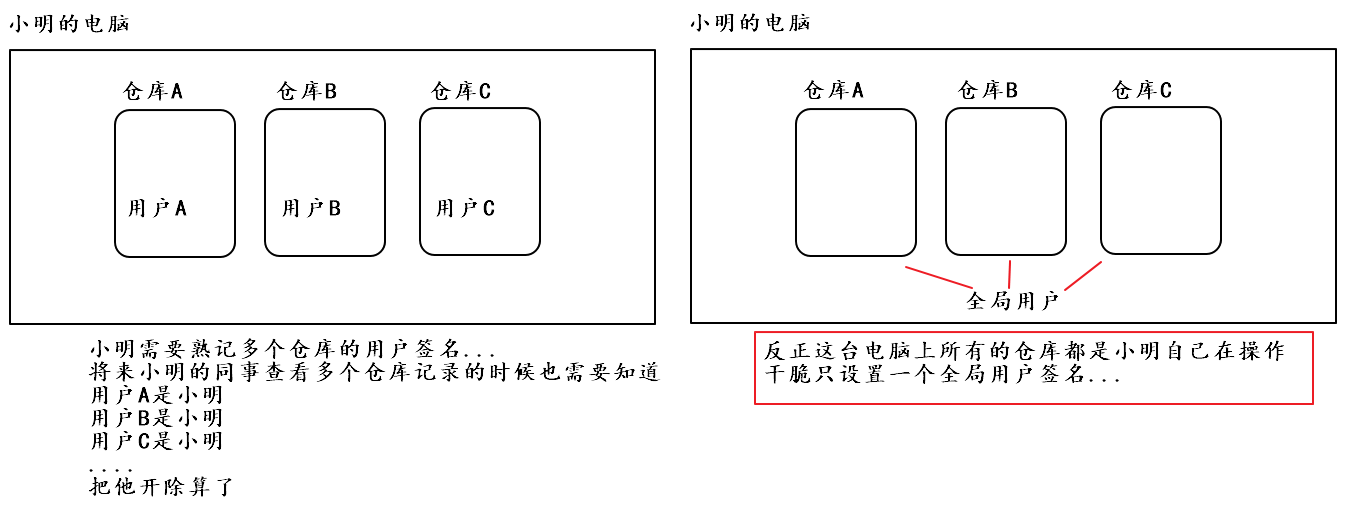 小明的电脑
仓库A
仓库B
仓库C
用户A
用户B
用户C
小明需要熟记多个仓库的用户签名...
将来小明的同事查看多个仓库记录的时候也需要知道
用户A是小明
用户B是小明
用户C是小明
....
把他开除算了
小明的电脑
仓库A
仓库B
仓库C
全局用户
反正这台电脑上所有的仓库都是小明自己在操作
干脆只设置一个全局用户签名...